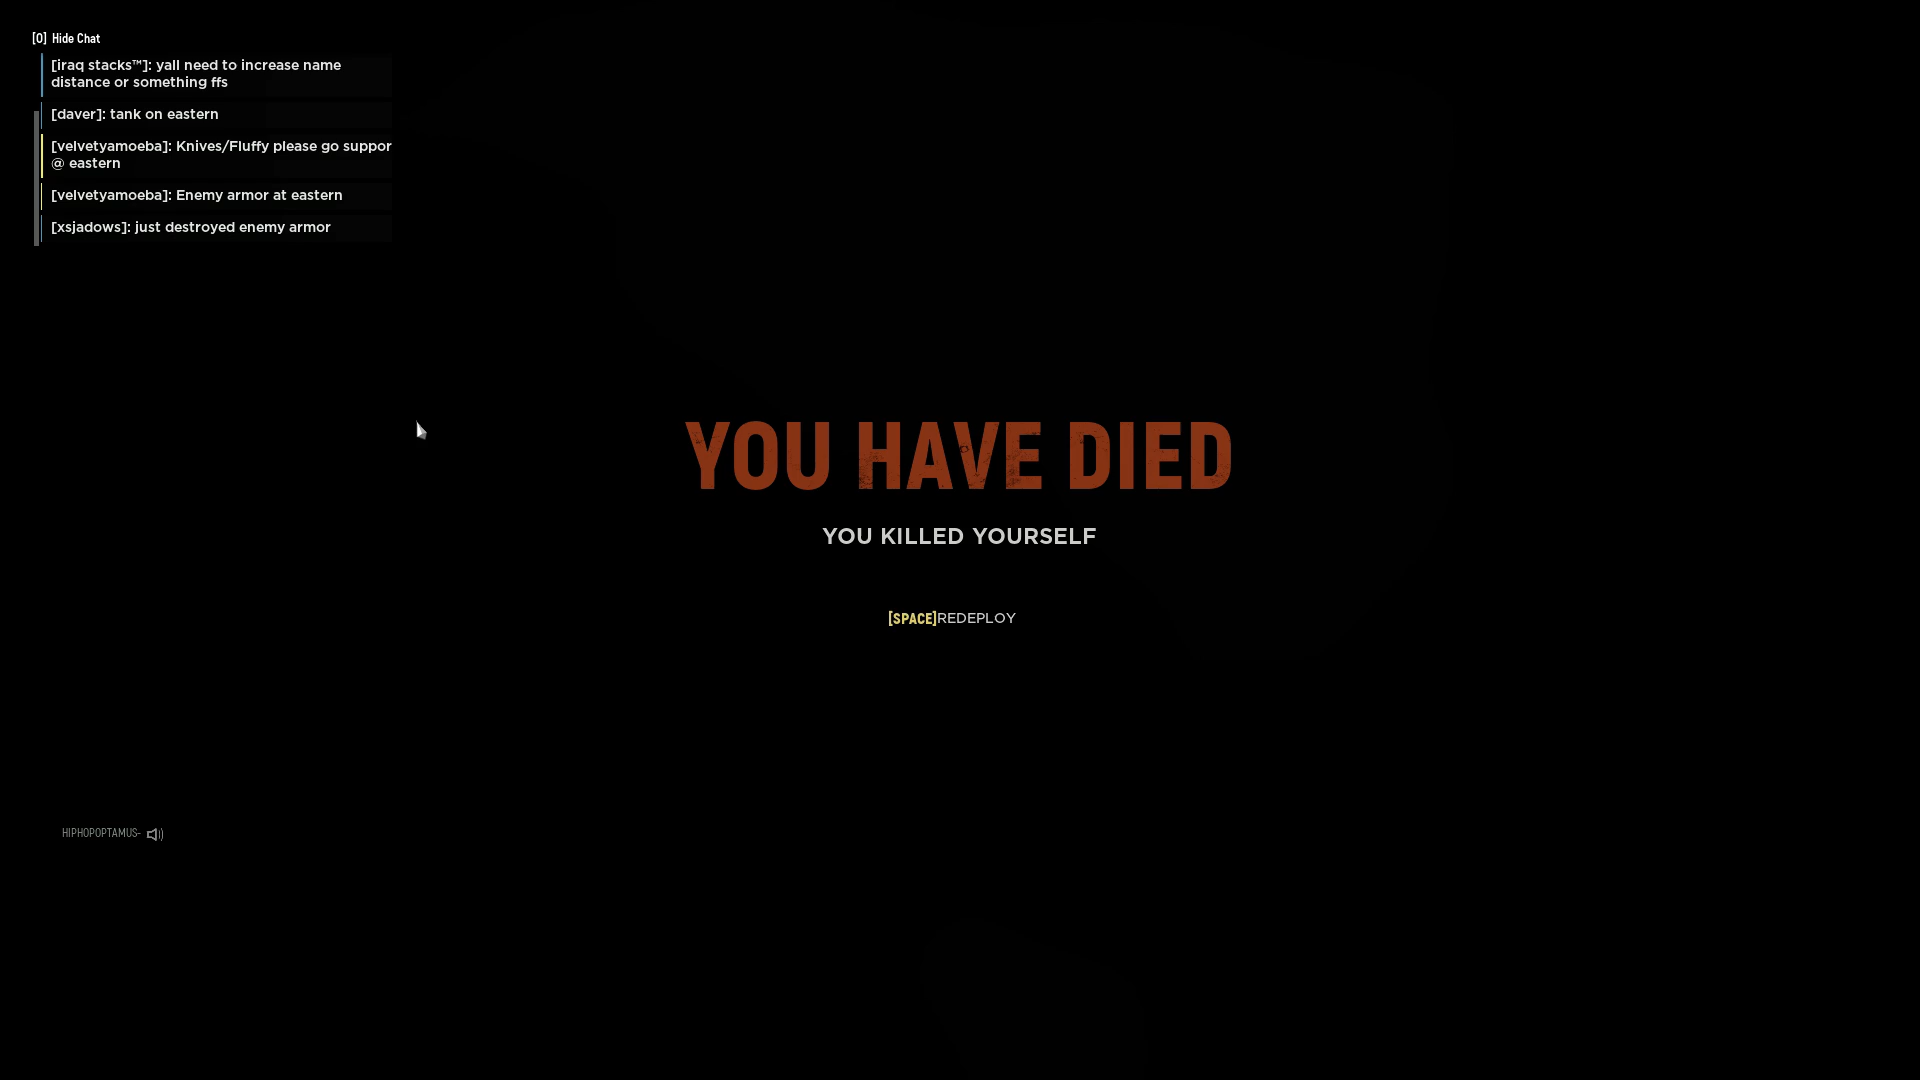 [O] Hide Chat
[iraq stacks™]: yall need to increase name
distance or something ffs
[daver]: tank on eastern
[velvetyamoeba]: Knives/Fluffy please go suppor
@ eastern
[velvetyamoeba]: Enemy armor at eastern
[xsjadows]: just destroyed enemy armor
YOU HAVE DIED
YOU KILLED YOURSELF
[SPACE]REDEPLOY
HIPHOPOPTAMUS-